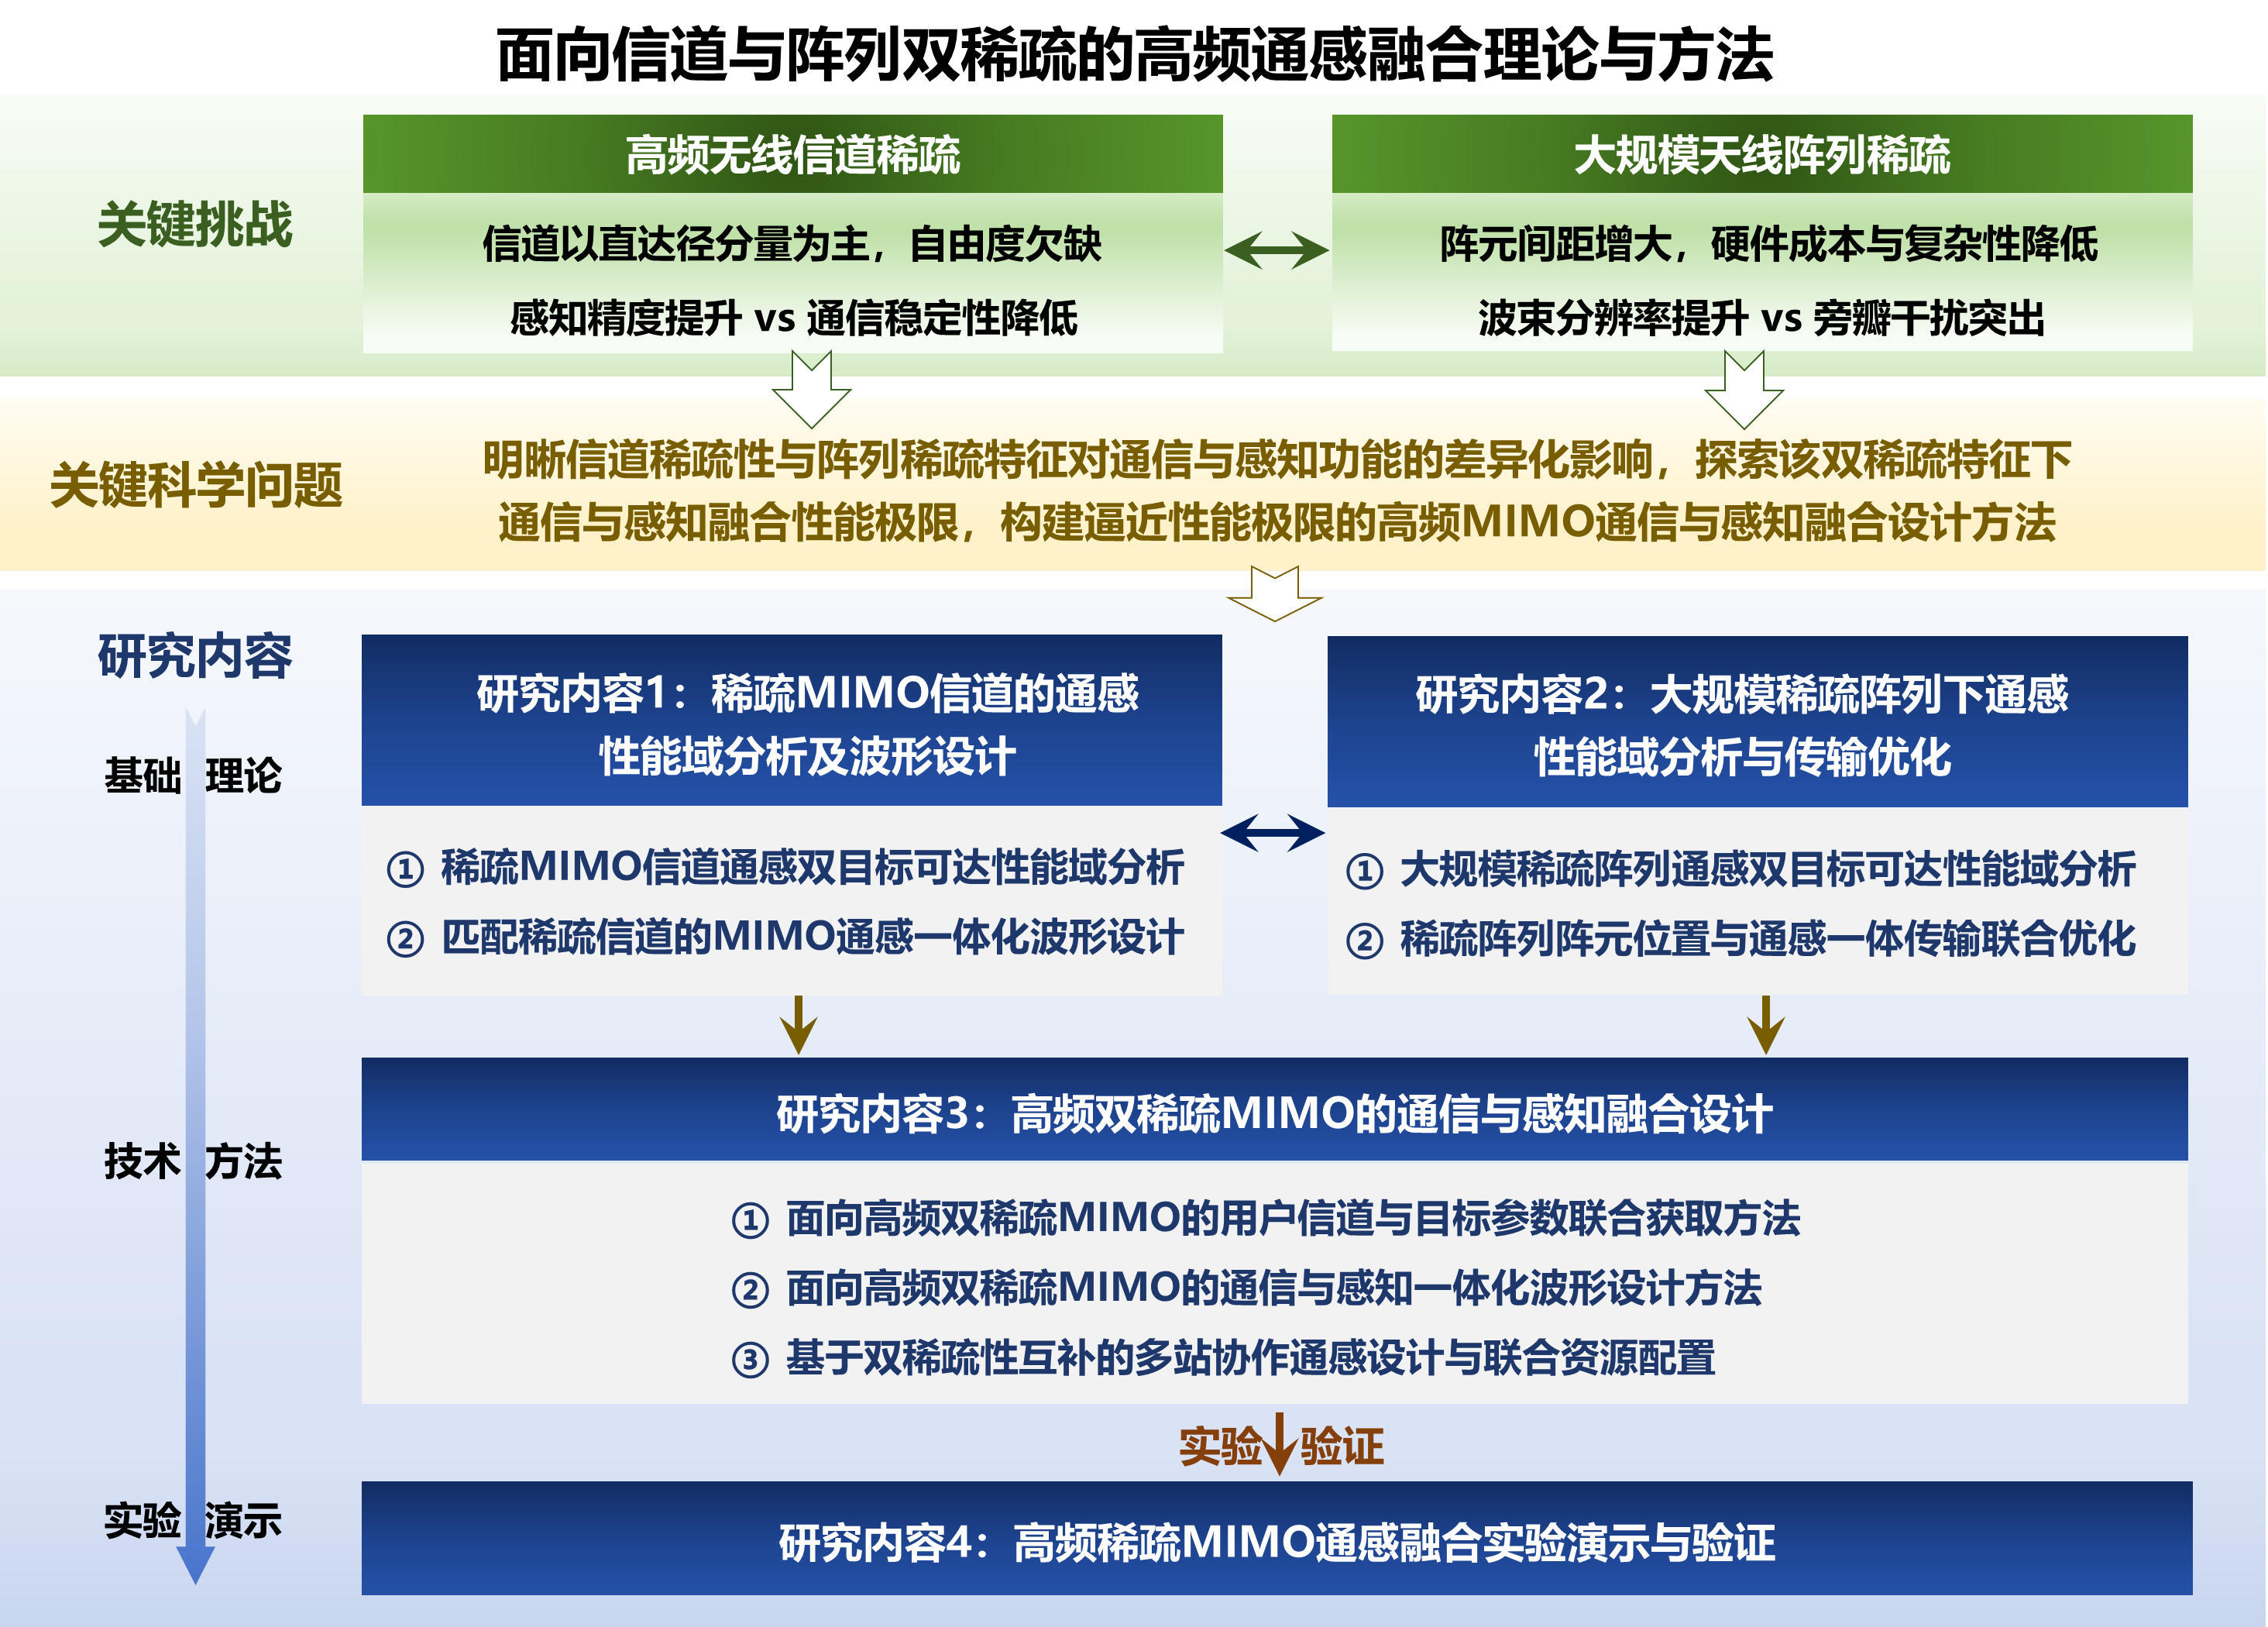 面向信道与阵列双稀疏的高频通感融合理论与方法
关键挑战
高频无线信道稀疏
信道以直达径分量为主，自由度欠缺
感知精度提升 vs 通信稳定性降低
大规模天线阵列稀疏
阵元间距增大，硬件成本与复杂性降低
波束分辨率提升 vs 旁瓣干扰突出
关键科学问题
明晰信道稀疏性与阵列稀疏特征对通信与感知功能的差异化影响，探索该双稀疏特征下
通信与感知融合性能极限，构建逼近性能极限的高频MIMO通信与感知融合设计方法
研究内容
基础 理论
研究内容1：稀疏MIMO信道的通感
性能域分析及波形设计
① 稀疏MIMO信道通感双目标可达性能域分析
② 匹配稀疏信道的MIMO通感一体化波形设计
研究内容2：大规模稀疏阵列下通感
性能域分析与传输优化
① 大规模稀疏阵列通感双目标可达性能域分析
② 稀疏阵列阵元位置与通感一体传输联合优化
技术 方法
研究内容3：高频双稀疏MIMO的通信与感知融合设计
① 面向高频双稀疏MIMO的用户信道与目标参数联合获取方法
② 面向高频双稀疏MIMO的通信与感知一体化波形设计方法
③ 基于双稀疏性互补的多站协作通感设计与联合资源配置
实验 验证
实验 演示
研究内容4：高频稀疏MIMO通感融合实验演示与验证